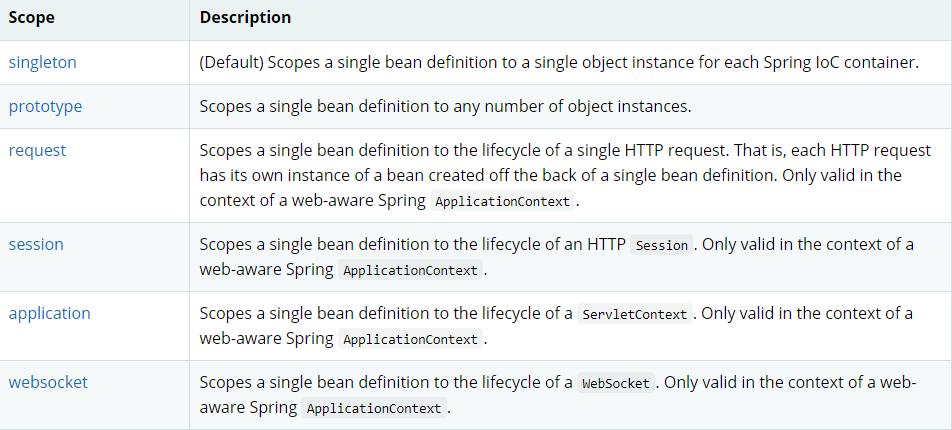 Scope Description
singleton (Default) Scopes a single bean definition to a single object instance for each Spring IoC container.
prototype Scopes a single bean definition to any number of object instances.
request Scopes a single bean definition to the lifecycle of a single HTTP request. That is, each HTTP request
has its own instance of a bean created off the back of a single bean definition. Only valid in the
context of a web-aware Spring ApplicationContext.
session Scopes a single bean definition to the lifecycle of an HTTP Session. Only valid in the context of a
web-aware Spring ApplicationContext.
application Scopes a single bean definition to the lifecycle of a ServletContext. Only valid in the context of a
web-aware Spring ApplicationContext.
websocket Scopes a single bean definition to the lifecycle of a WebSocket. Only valid in the context of a web-
aware Spring ApplicationContext.